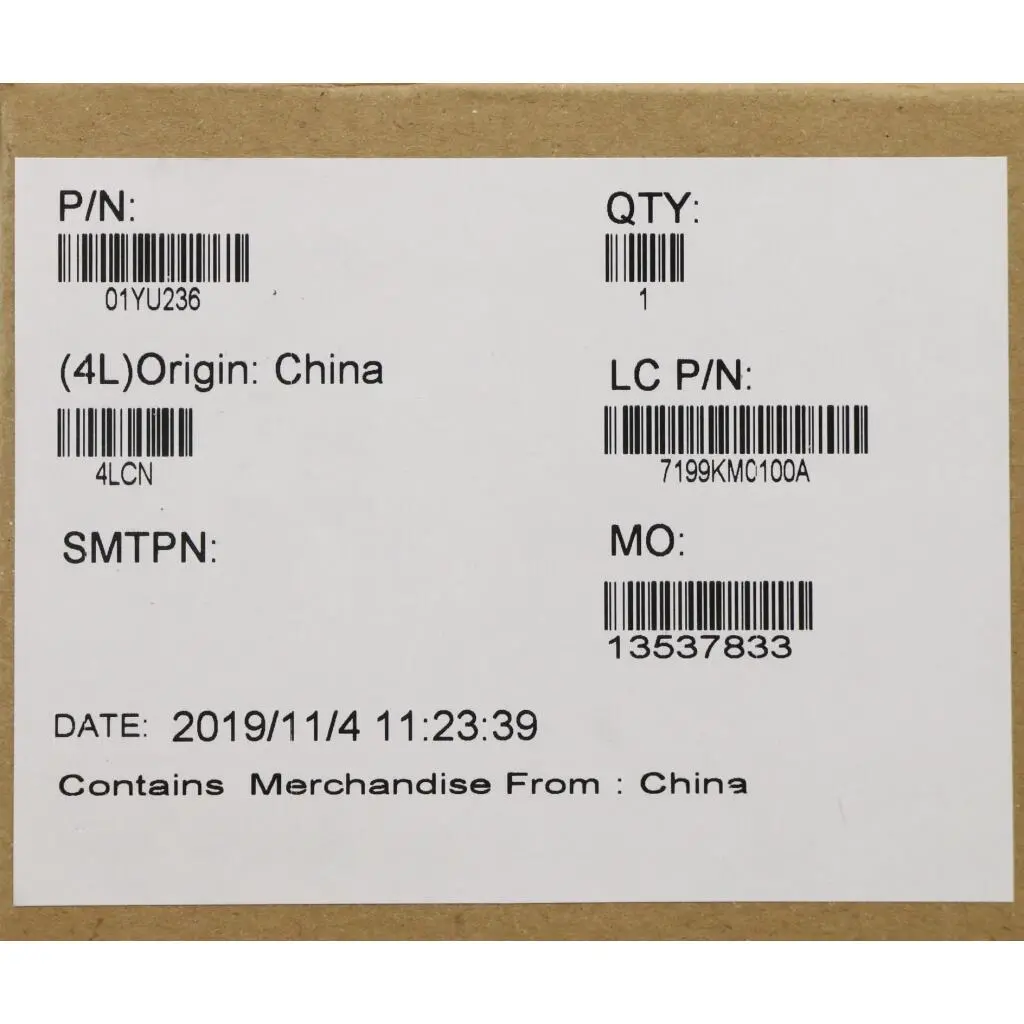 P/N:
01YU236
QTY:
1
(4L)Origin: China
4LCN
LC P/N:
7199KM0100A
SMTPN:
MO:
13537833
DATE: 2019/11/4 11:23:39
Contains Merchandise From : China